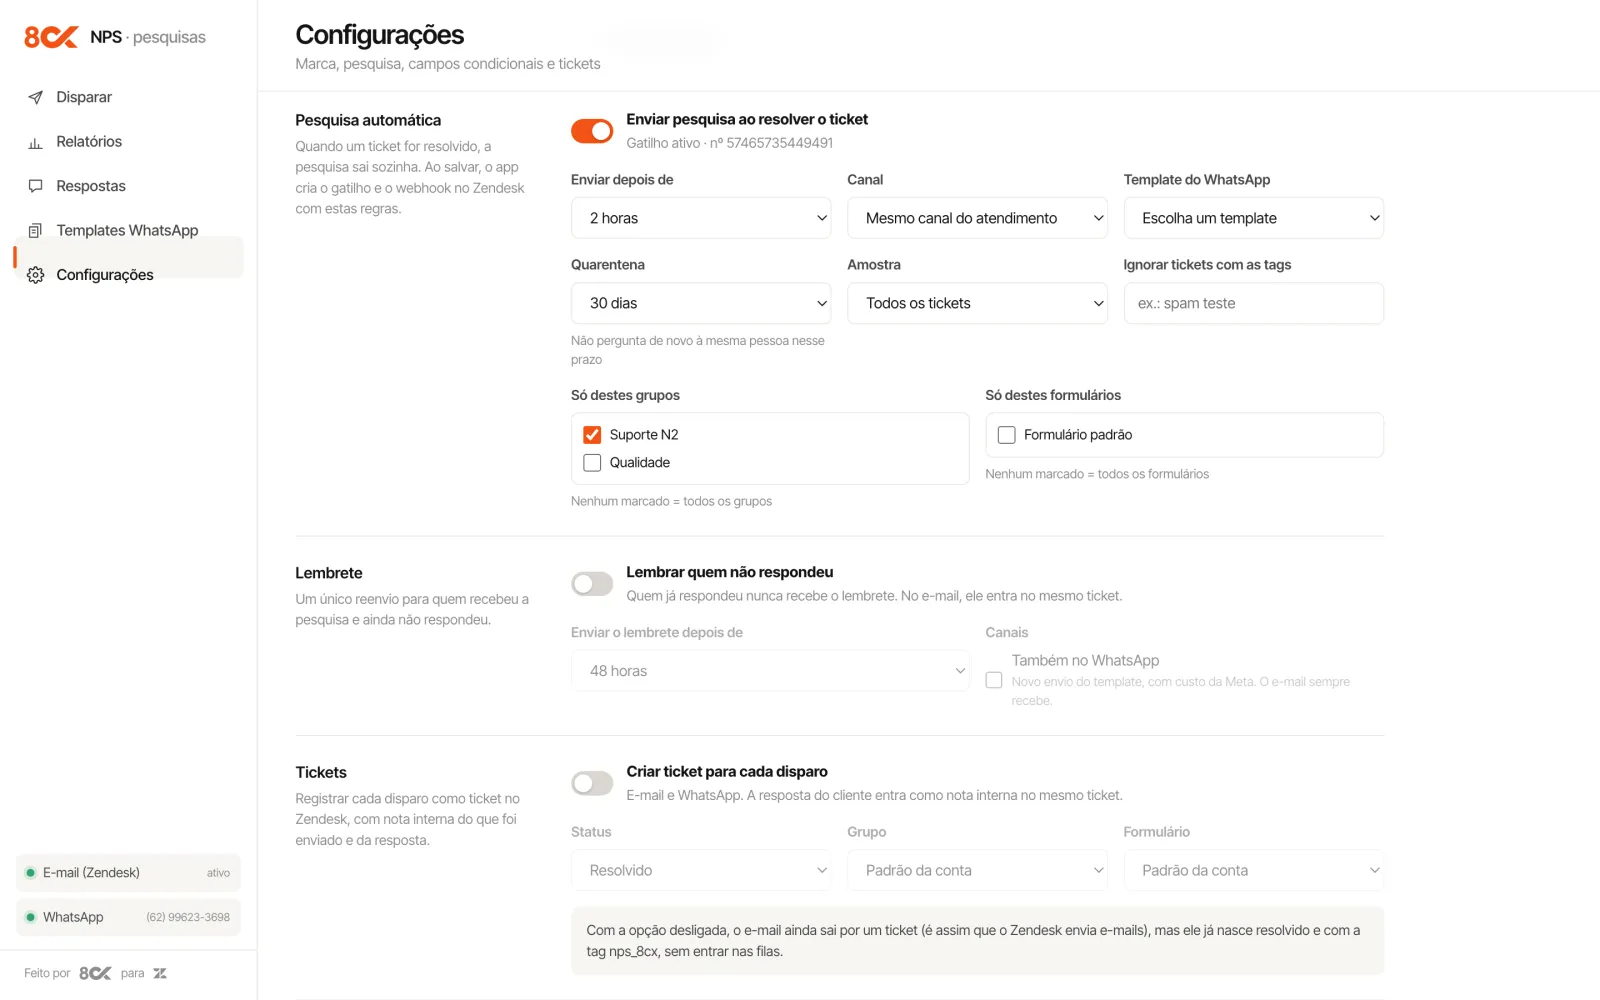 8CX NPS · pesquisas
Disparar
Relatórios
Respostas
Templates WhatsApp
Configurações
E-mail (Zendesk) ativo
WhatsApp (62) 99623-3698
Feito por 8CX para
Configurações
Marca, pesquisa, campos condicionais e tickets
Pesquisa automática
Quando um ticket for resolvido, a
pesquisa sai sozinha. Ao salvar, o app
cria o gatilho e o webhook no Zendesk
com estas regras.
Enviar pesquisa ao resolver o ticket
Gatilho ativo · nº 57465735449491
Enviar depois de
2 horas
Canal
Mesmo canal do atendimento
Template do WhatsApp
Escolha um template
Quarentena
30 dias
Não pergunta de novo à mesma pessoa nesse
prazo
Amostra
Todos os tickets
Ignorar tickets com as tags
ex.: spam teste
Só destes grupos
Suporte N2
Qualidade
Nenhum marcado = todos os grupos
Só destes formulários
Formulário padrão
Nenhum marcado = todos os formulários
Lembrete
Um único reenvio para quem recebeu a
pesquisa e ainda não respondeu.
Lembrar quem não respondeu
Quem já respondeu nunca recebe o lembrete. No e-mail, ele entra no mesmo ticket.
Enviar o lembrete depois de
48 horas
Canais
Também no WhatsApp
Novo envio do template, com custo da Meta. O e-mail sempre
recebe.
Tickets
Registrar cada disparo como ticket no
Zendesk, com nota interna do que foi
enviado e da resposta.
Criar ticket para cada disparo
E-mail e WhatsApp. A resposta do cliente entra como nota interna no mesmo ticket.
Status
Resolvido
Grupo
Padrão da conta
Formulário
Padrão da conta
Com a opção desligada, o e-mail ainda sai por um ticket (é assim que o Zendesk envia e-mails), mas ele já nasce resolvido e com a
tag nps_8cx, sem entrar nas filas.